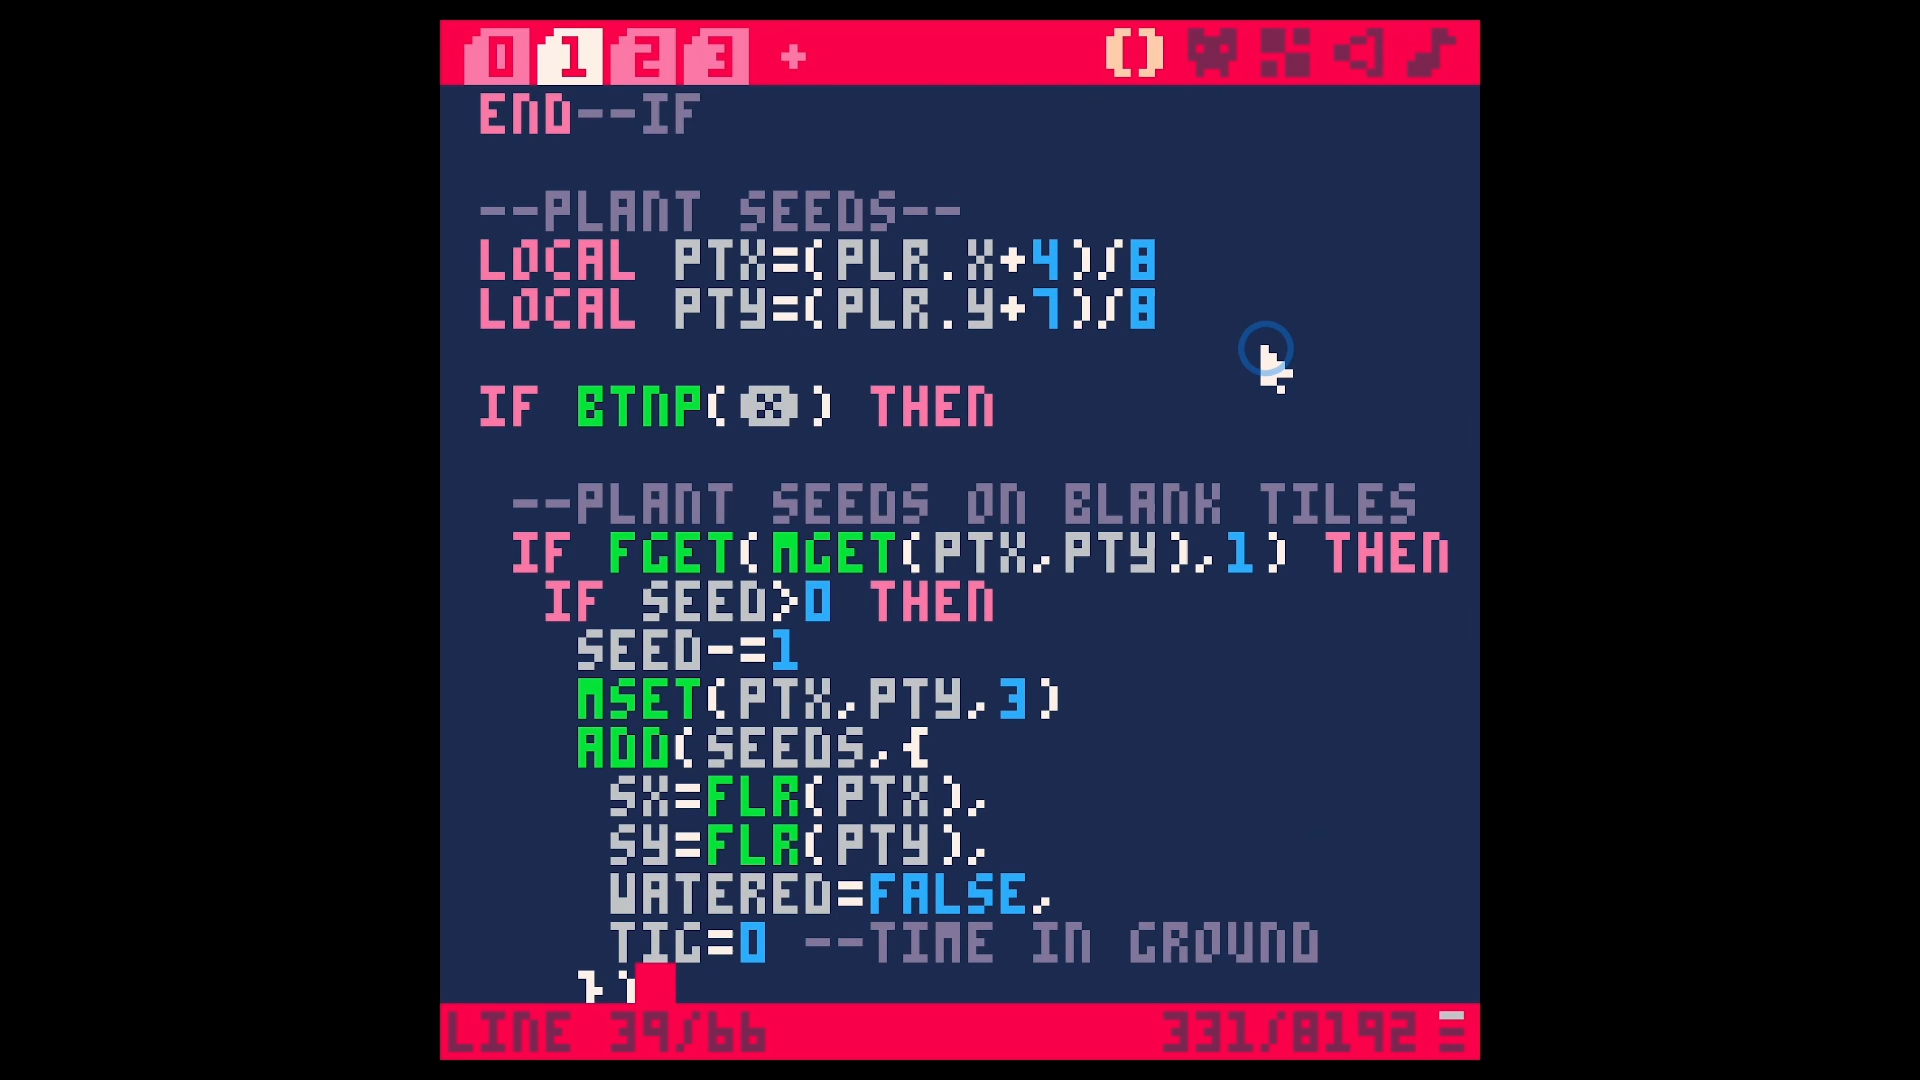 0 1 2 3 +
END--IF
--PLANT SEEDS--
LOCAL PTX=(PLR.X+4)/8
LOCAL PTY=(PLR.Y+7)/8
IF BTNP(❎) THEN
--PLANT SEEDS ON BLANK TILES
IF FGET(MGET(PTX,PTY),1) THEN
IF SEED>0 THEN
SEED-=1
MSET(PTX,PTY,3)
ADD(SEEDS,{
SX=FLR(PTX),
SY=FLR(PTY),
WATERED=FALSE,
TIG=0 --TIME IN GROUND
})
LINE 39/66 331/8192